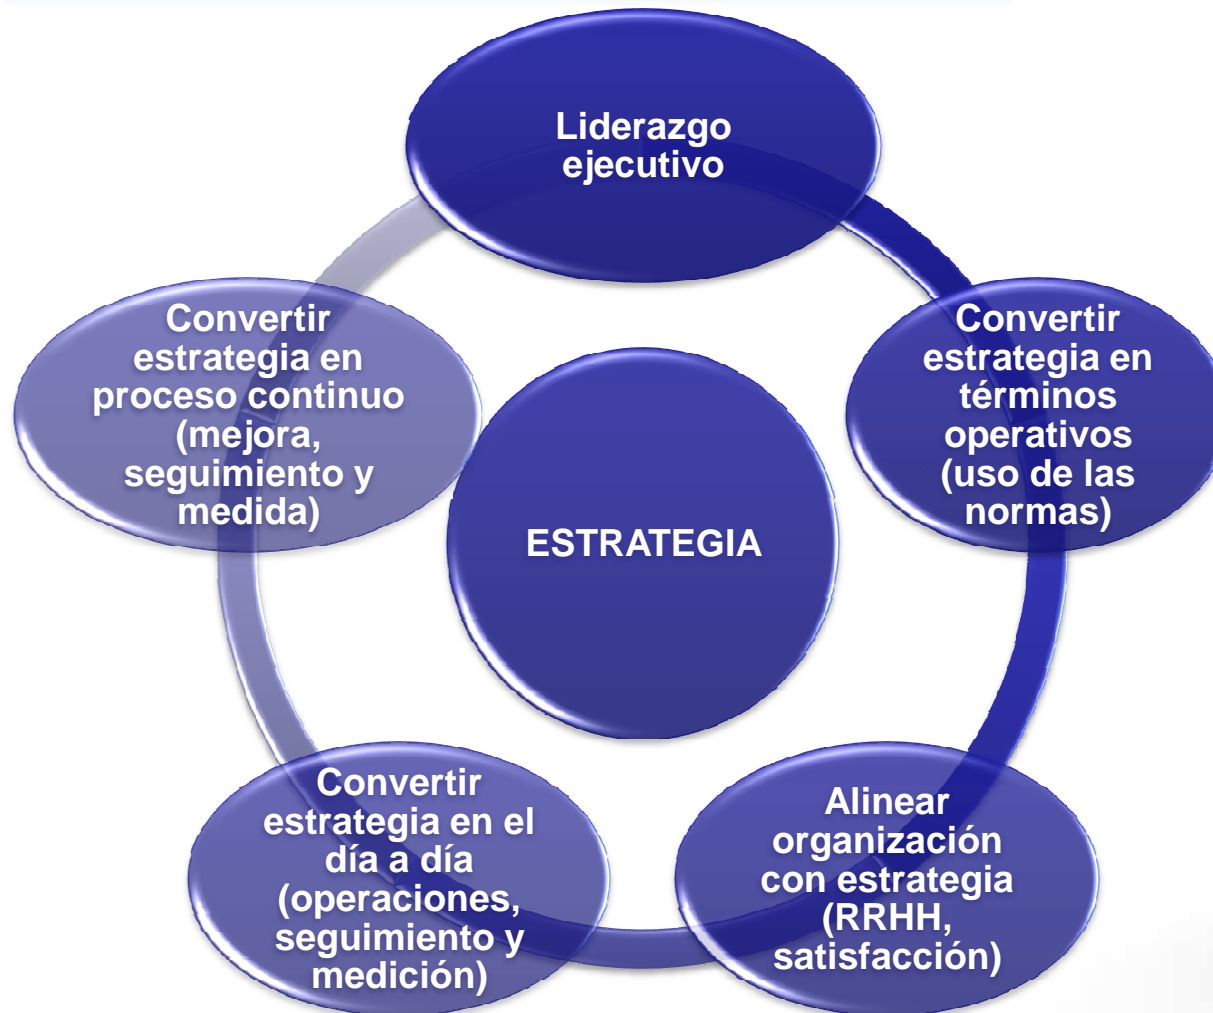 Liderazgo
ejecutivo
Convertir
estrategia en
términos
operativos
(uso de las
normas)
Alinear
organización
con estrategia
(RRHH,
satisfacción)
Convertir
estrategia en el
día a día
(operaciones,
seguimiento y
medición)
Convertir
estrategia en
proceso continuo
(mejora,
seguimiento y
medida)
ESTRATEGIA